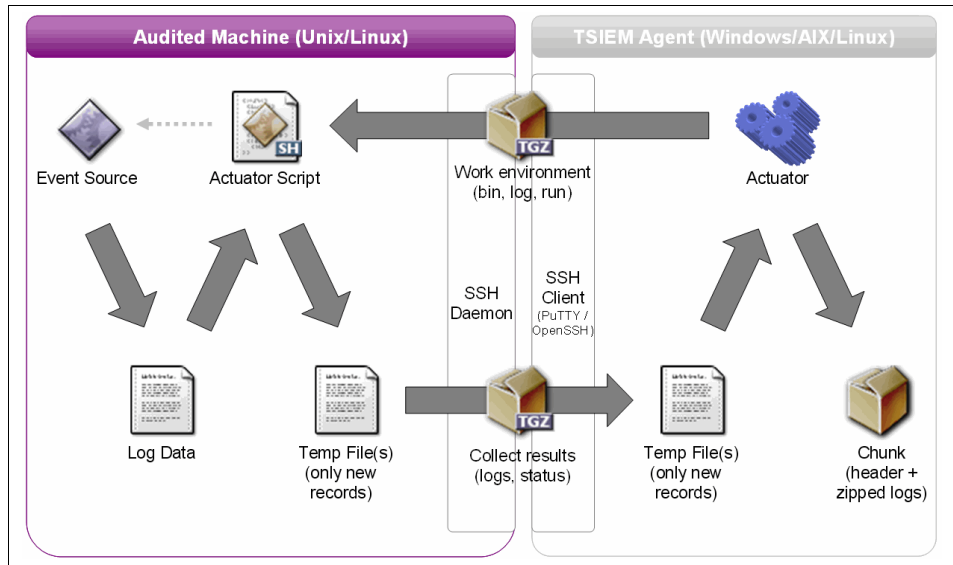 Audited Machine (Unix/Linux)
TSIEM Agent (Windows/AIX/Linux)
SH
TGZ
Event Source
Actuator Script
Work environment
(bin, log, run)
Actuator
SSH
Daemon
SSH
Client
(PuTTY /
OpenSSH)
TGZ
Log Data
Temp File(s)
(only new
records)
Collect results
(logs, status)
Temp File(s)
(only new
records)
Chunk
(header +
zipped logs)